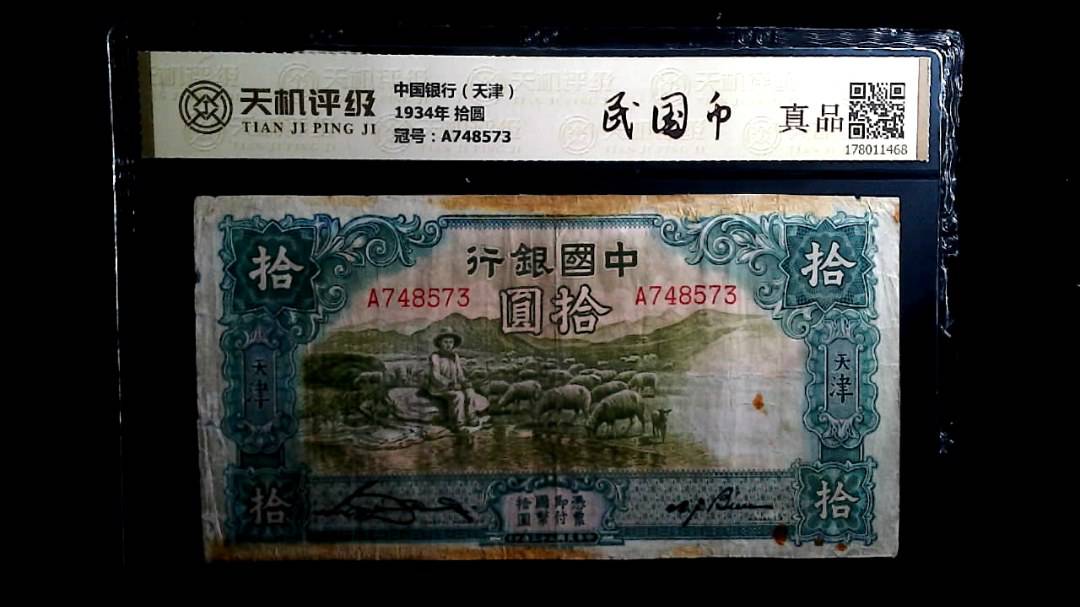 天机评级
TIAN JI PING JI
中国银行（天津）
1934年 拾圆
冠号：A748573
民国币
真品
178011468
拾
行銀國中
拾
A748573
圓拾
A748573
天津
天津
拾
拾